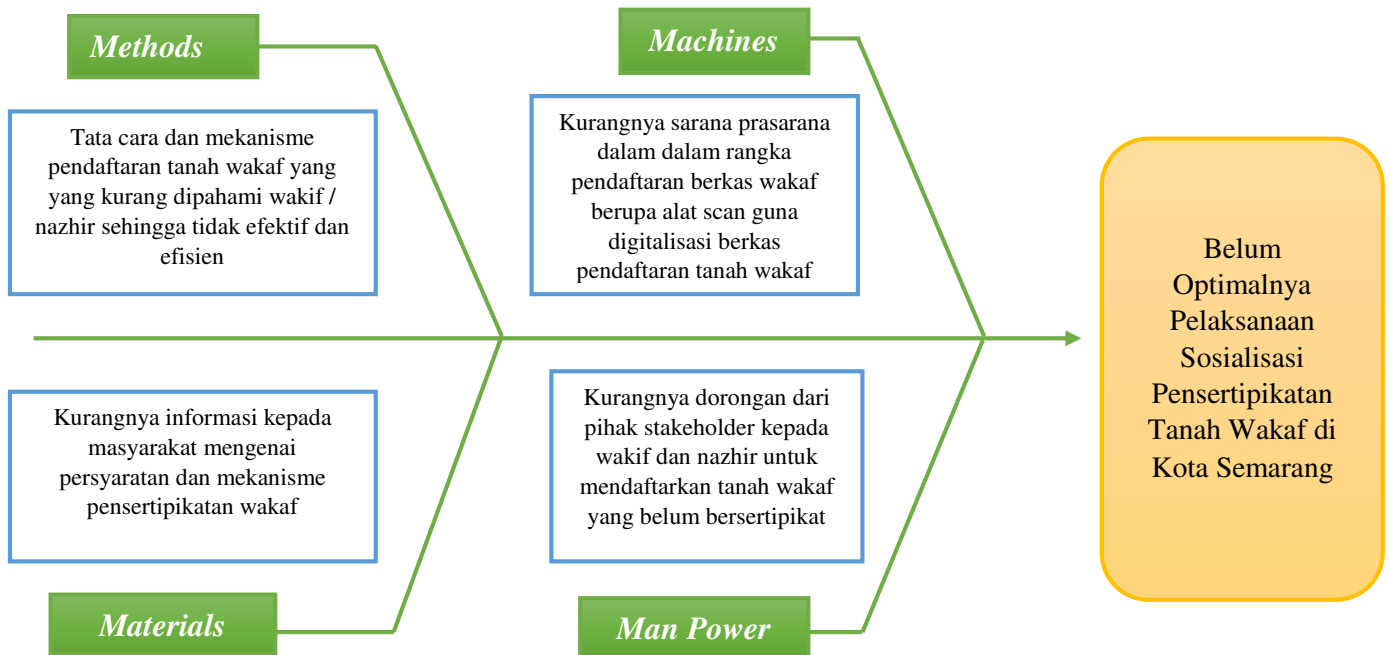 Methods
Tata cara dan mekanisme
pendaftaran tanah wakaf yang
yang kurang dipahami wakif /
nazhir sehingga tidak efektif dan
efisien
Machines
Kurangnya sarana prasarana
dalam dalam rangka
pendaftaran berkas wakaf
berupa alat scan guna
digitalisasi berkas
pendaftaran tanah wakaf
Kurangnya informasi kepada
masyarakat mengenai
persyaratan dan mekanisme
pensertipikatan wakaf
Materials
Kurangnya dorongan dari
pihak stakeholder kepada
wakif dan nazhir untuk
mendaftarkan tanah wakaf
yang belum bersertipikat
Man Power
Belum
Optimalnya
Pelaksanaan
Sosialisasi
Pensertipikatan
Tanah Wakaf di
Kota Semarang